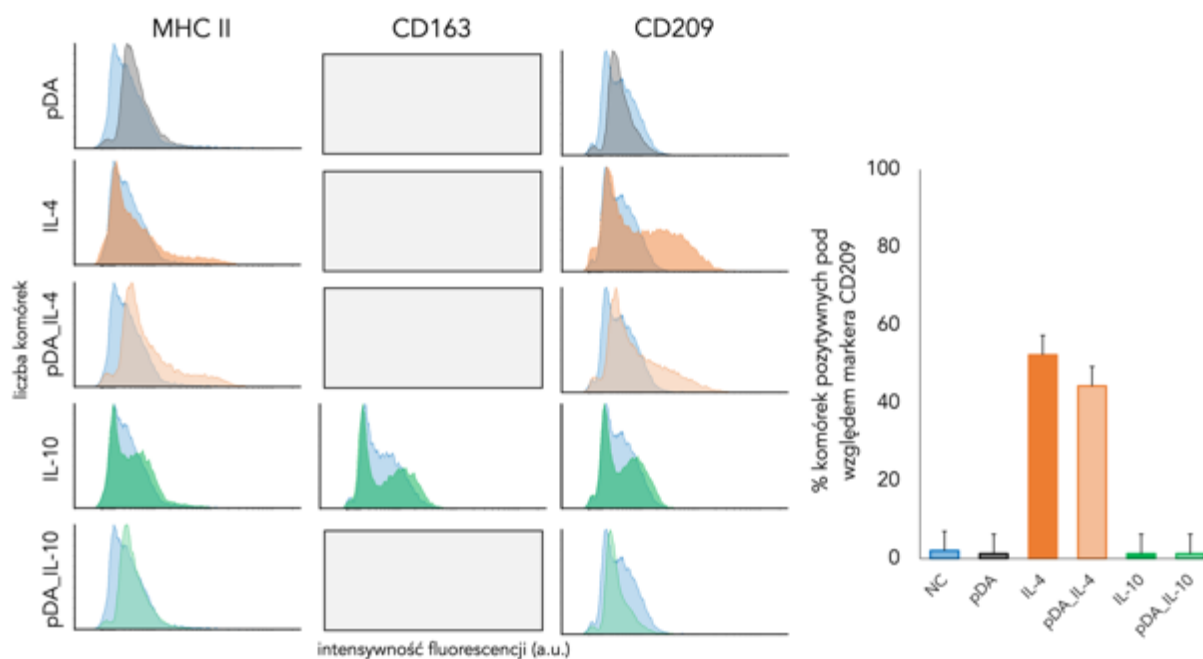 MHC II
CD163
CD209
pDA
IL-4
pDA_IL-4
IL-10
pDA_IL-10
liczba komórek
intensywność fluorescencji (a.u.)
% komórek pozytywnych pod
względem markera CD209
100
80
60
40
20
0
NC
pDA
IL-4
pDA_IL-4
IL-10
pDA_IL-10